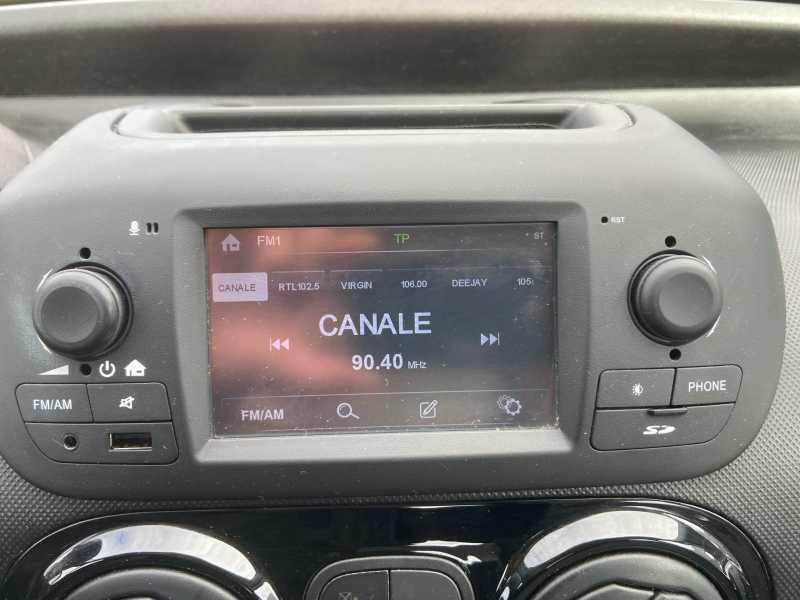 RST
FM1 TP ST
CANALE RTL102.5 VIRGIN 106.00 DEEJAY 105
CANALE
90.40 MHz
FM/AM
FM/AM
PHONE
SD